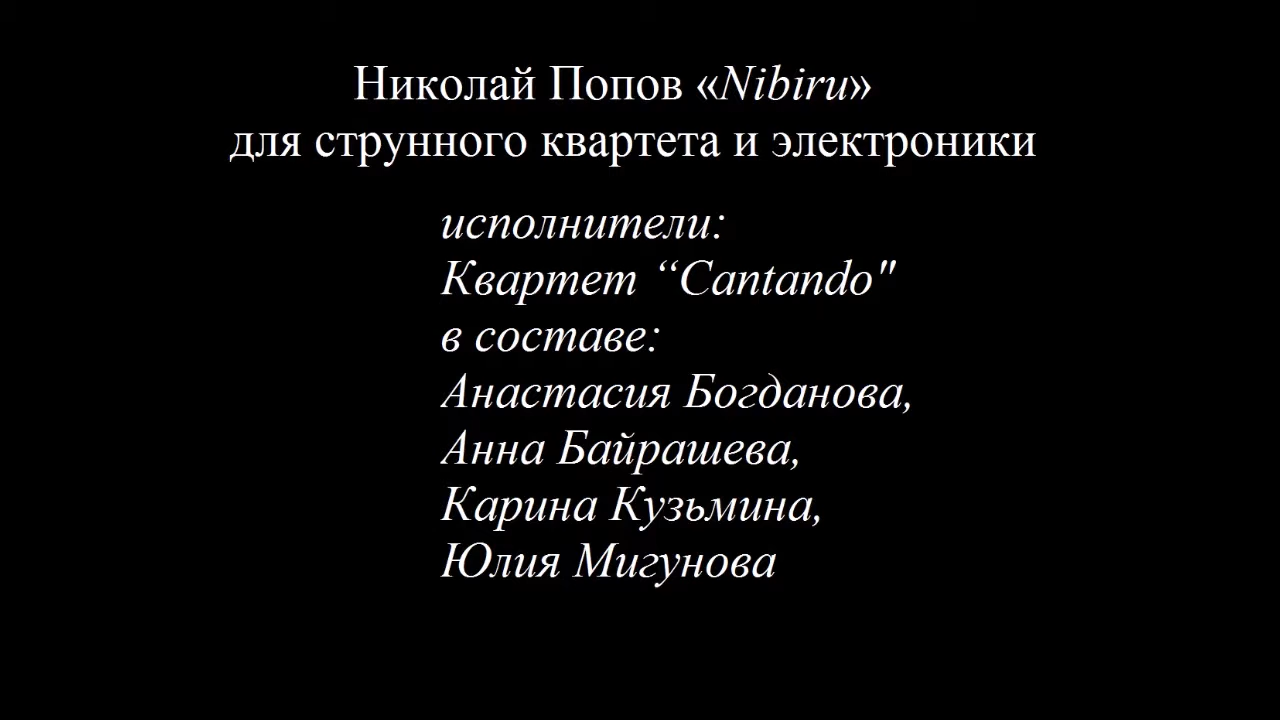 Николай Попов «Nibiru»
для струнного квартета и электроники
исполнители:
Квартет “Cantando"
в составе:
Анастасия Богданова,
Анна Байрашева,
Карина Кузьмина,
Юлия Мигунова